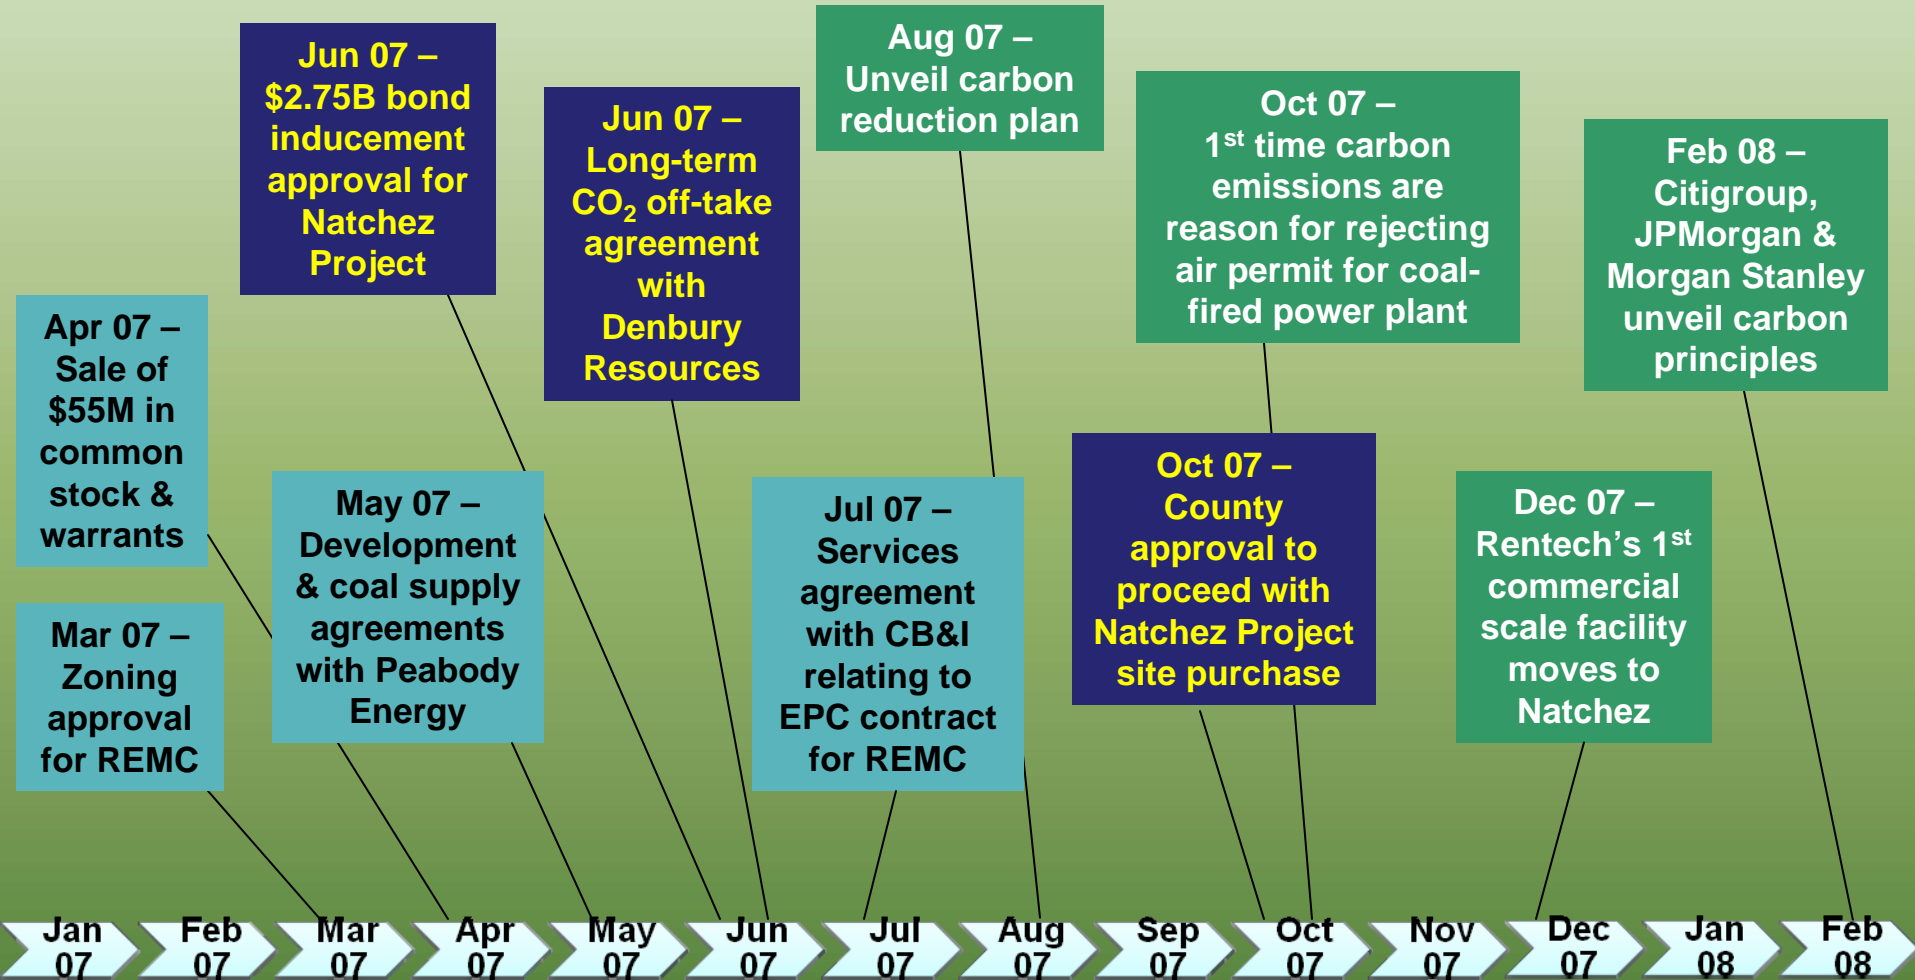 Jun 07 –
$2.75B bond
inducement
approval for
Natchez
Project
Jun 07 –
Long-term
CO₂ off-take
agreement
with
Denbury
Resources
Aug 07 –
Unveil carbon
reduction plan
Oct 07 –
1st time carbon
emissions are
reason for rejecting
air permit for coal-
fired power plant
Feb 08 –
Citigroup,
JPMorgan &
Morgan Stanley
unveil carbon
principles
Apr 07 –
Sale of
$55M in
common
stock &
warrants
May 07 –
Development
& coal supply
agreements
with Peabody
Energy
Jul 07 –
Services
agreement
with CB&I
relating to
EPC contract
for REMC
Oct 07 –
County
approval to
proceed with
Natchez Project
site purchase
Dec 07 –
Rentech’s 1st
commercial
scale facility
moves to
Natchez
Mar 07 –
Zoning
approval
for REMC
Jan
07
Feb
07
Mar
07
Apr
07
May
07
Jun
07
Jul
07
Aug
07
Sep
07
Oct
07
Nov
07
Dec
07
Jan
08
Feb
08